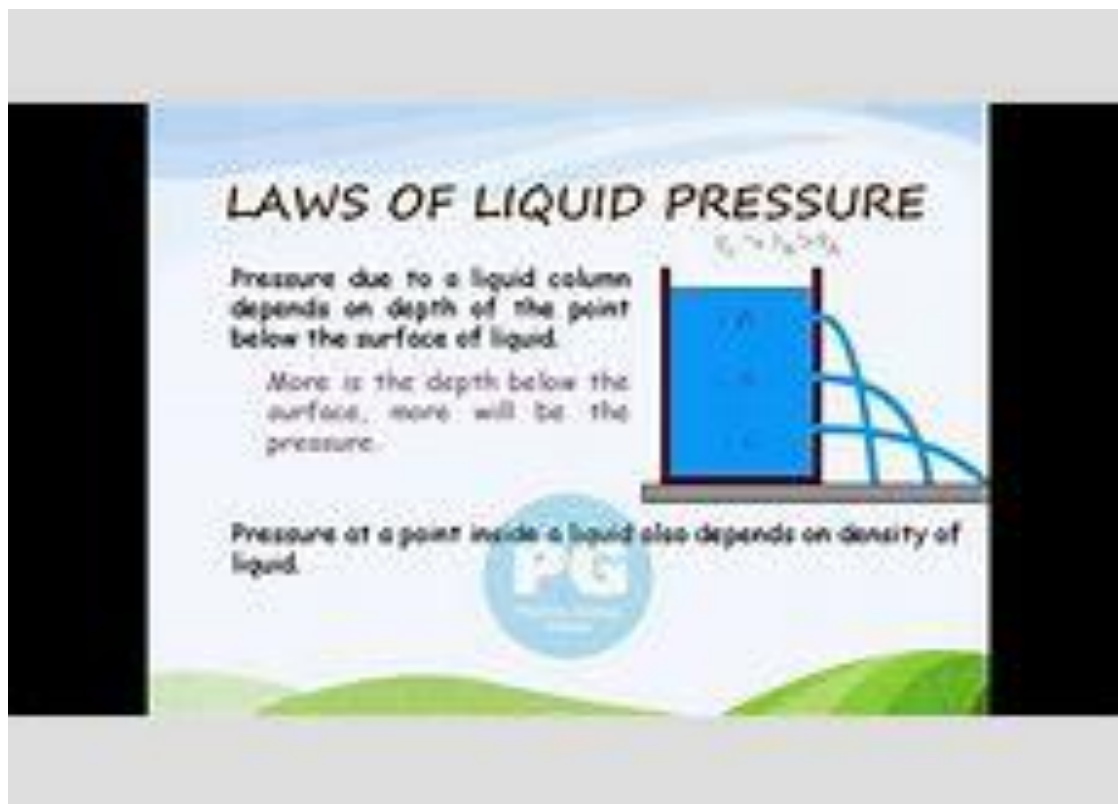 LAWS OF LIQUID PRESSURE
Pressure due to a liquid column
depends on depth of the point
below the surface of liquid.
More is the depth below the
surface, more will be the
pressure.
Pressure at a point inside a liquid also depends on density of
liquid.
PG